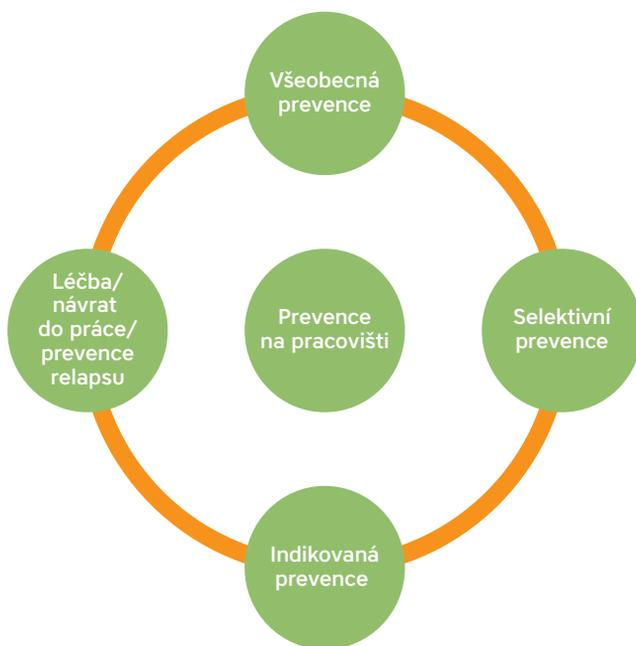 Všeobecná
prevence
Léčba/
návrat
do práce/
prevence
relapsu
Prevence
na pracovišti
Selektivní
prevence
Indikovaná
prevence